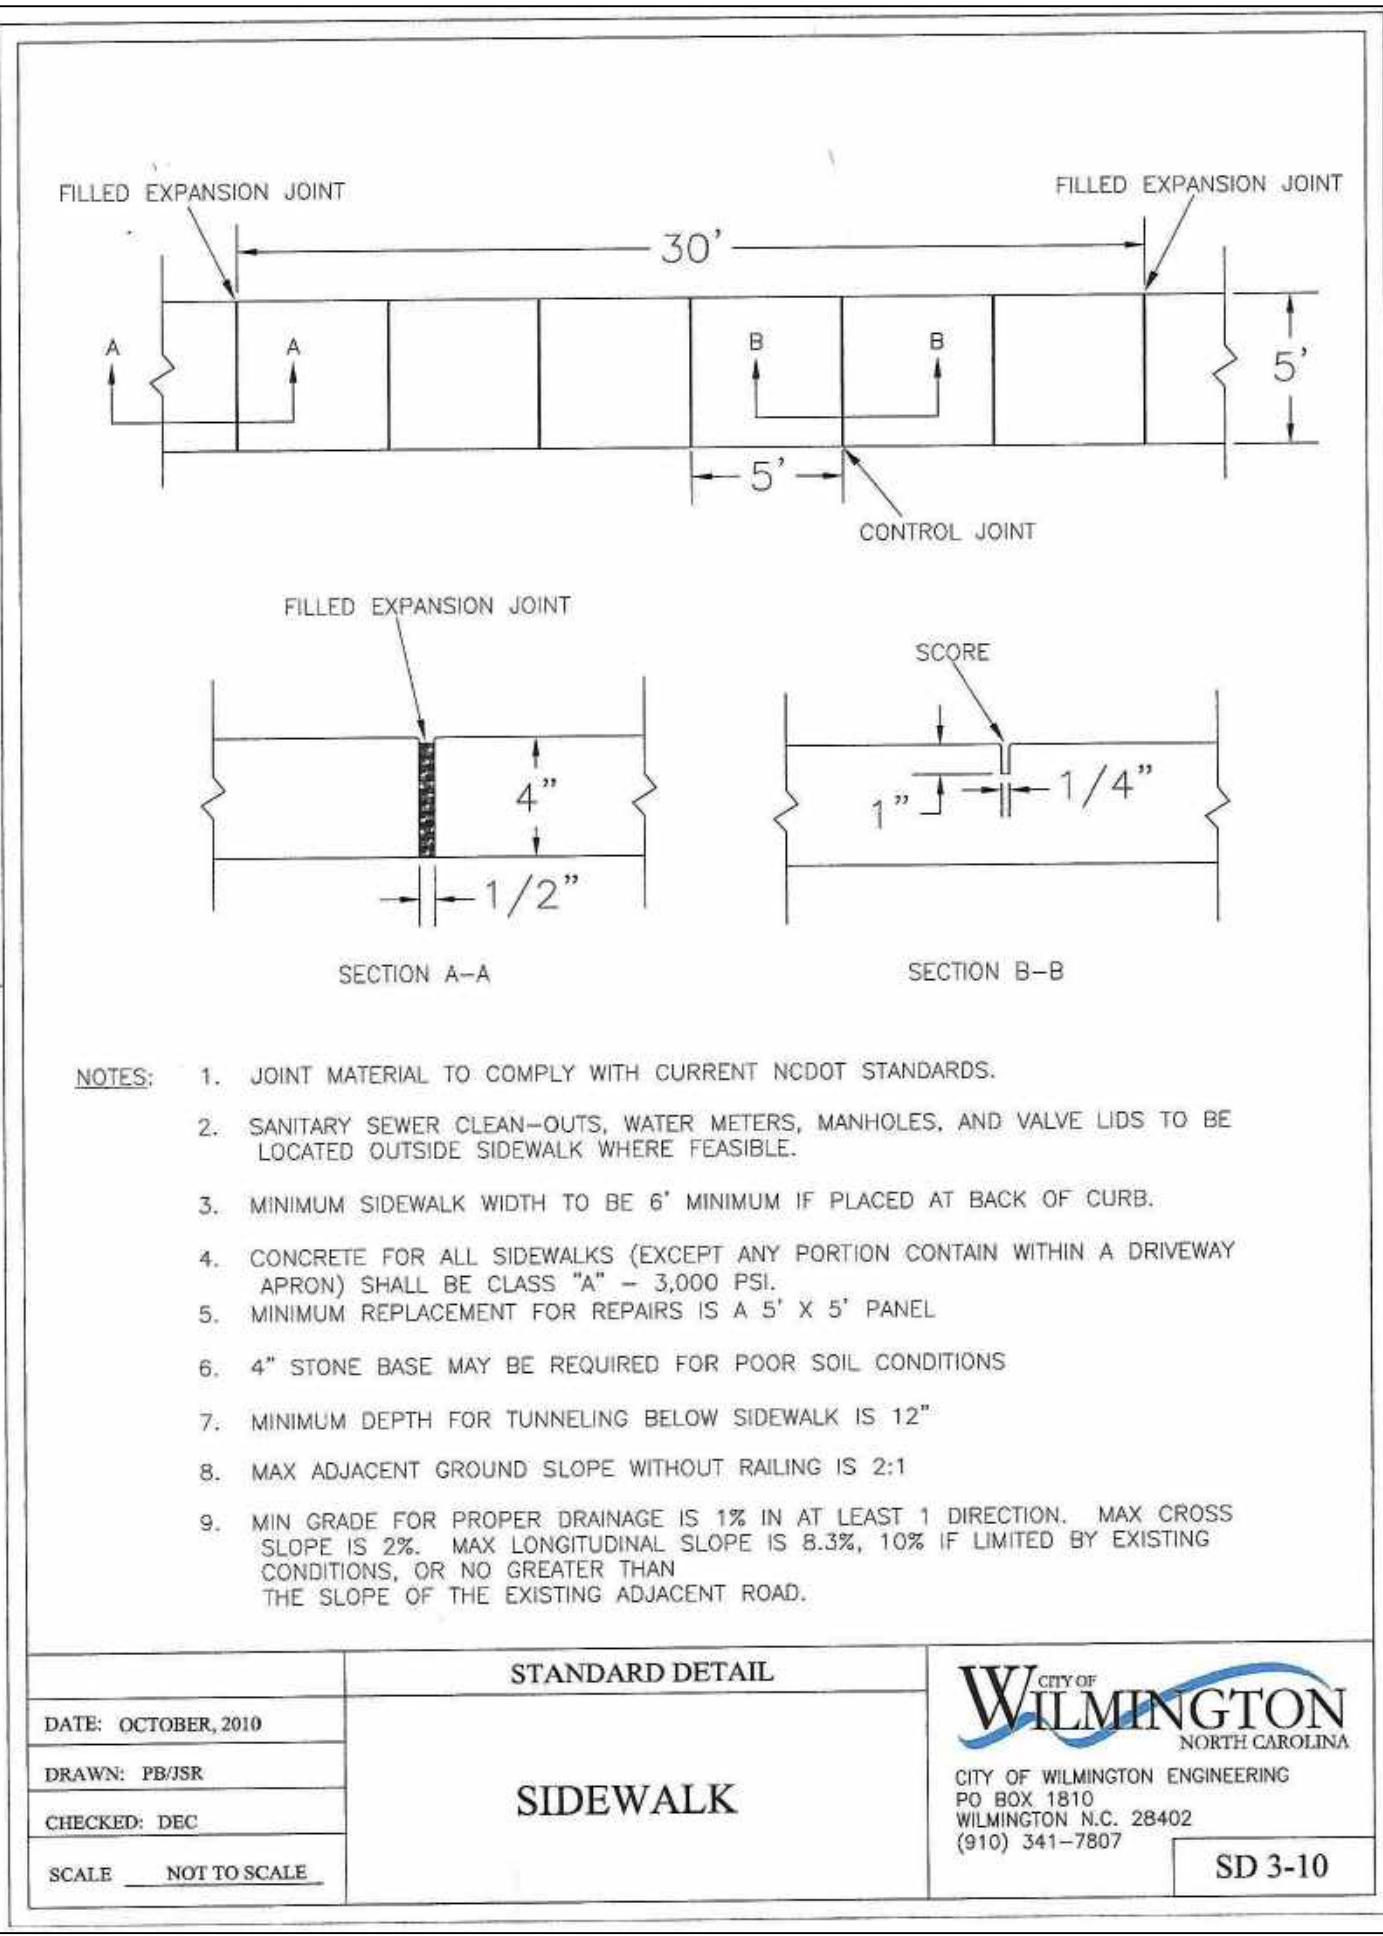 FILLED EXPANSION JOINT
FILLED EXPANSION JOINT
30'
A
A
B
B
5'
5'
CONTROL JOINT
FILLED EXPANSION JOINT
SCORE
4"
1"
1/4"
1/2"
SECTION A-A
SECTION B-B
NOTES:
1. JOINT MATERIAL TO COMPLY WITH CURRENT NCDOT STANDARDS.
2. SANITARY SEWER CLEAN-OUTS, WATER METERS, MANHOLES, AND VALVE LIDS TO BE
LOCATED OUTSIDE SIDEWALK WHERE FEASIBLE.
3. MINIMUM SIDEWALK WIDTH TO BE 6' MINIMUM IF PLACED AT BACK OF CURB.
4. CONCRETE FOR ALL SIDEWALKS (EXCEPT ANY PORTION CONTAIN WITHIN A DRIVEWAY
APRON) SHALL BE CLASS "A" - 3,000 PSI.
5. MINIMUM REPLACEMENT FOR REPAIRS IS A 5' X 5' PANEL
6. 4" STONE BASE MAY BE REQUIRED FOR POOR SOIL CONDITIONS
7. MINIMUM DEPTH FOR TUNNELING BELOW SIDEWALK IS 12"
8. MAX ADJACENT GROUND SLOPE WITHOUT RAILING IS 2:1
9. MIN GRADE FOR PROPER DRAINAGE IS 1% IN AT LEAST 1 DIRECTION. MAX CROSS
SLOPE IS 2%. MAX LONGITUDINAL SLOPE IS 8.3%, 10% IF LIMITED BY EXISTING
CONDITIONS, OR NO GREATER THAN
THE SLOPE OF THE EXISTING ADJACENT ROAD.
STANDARD DETAIL
DATE: OCTOBER, 2010
DRAWN: PB/JSR
CHECKED: DEC
SCALE NOT TO SCALE
SIDEWALK
CITY OF
WILMINGTON
NORTH CAROLINA
CITY OF WILMINGTON ENGINEERING
PO BOX 1810
WILMINGTON N.C. 28402
(910) 341-7807
SD 3-10